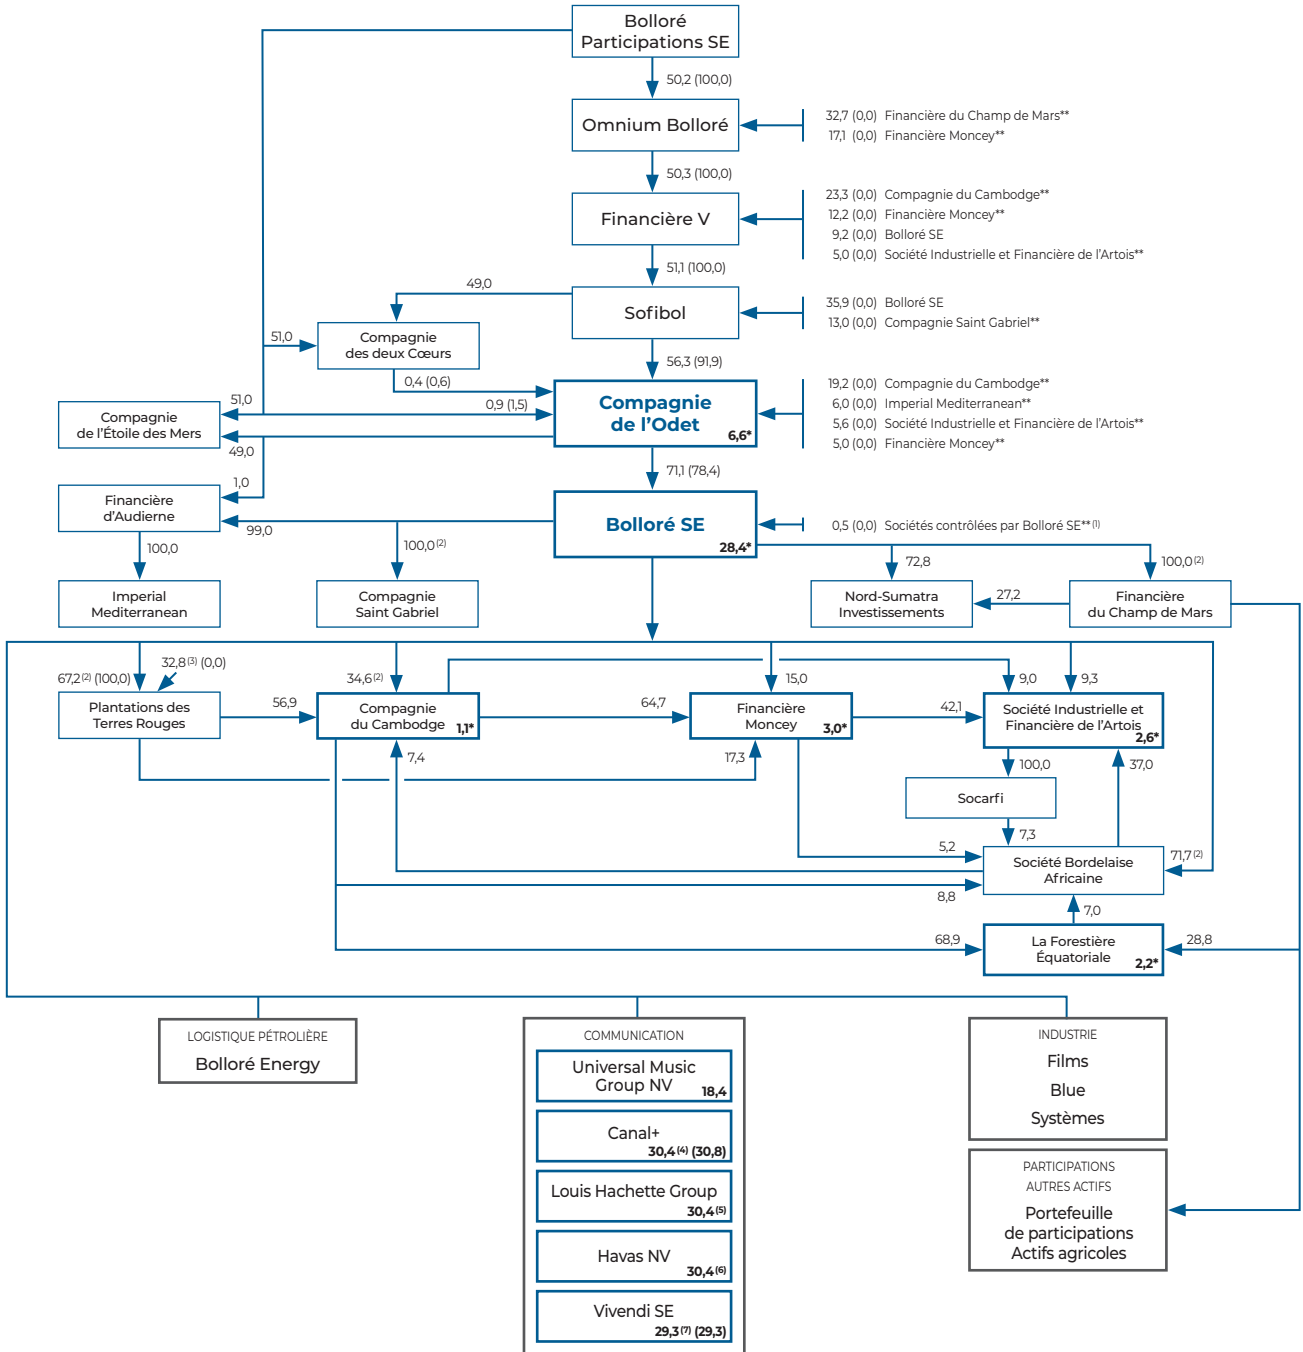 Bolloré
Participations SE
50,2 (100,0)
Omnium Bolloré
32,7 (0,0) Financière du Champ de Mars**
17,1 (0,0) Financière Moncey**
50,3 (100,0)
Financière V
23,3 (0,0) Compagnie du Cambodge**
12,2 (0,0) Financière Moncey**
9,2 (0,0) Bolloré SE
5,0 (0,0) Société Industrielle et Financière de l'Artois**
51,1 (100,0)
49,0
Sofibol
35,9 (0,0) Bolloré SE
13,0 (0,0) Compagnie Saint Gabriel**
51,0
Compagnie
des deux Cœurs
56,3 (91,9)
0,4 (0,6)
Compagnie
de l'Odet
6,6*
19,2 (0,0) Compagnie du Cambodge**
6,0 (0,0) Imperial Mediterranean**
5,6 (0,0) Société Industrielle et Financière de l'Artois**
5,0 (0,0) Financière Moncey**
51,0
0,9 (1,5)
Compagnie
de l'Étoile des Mers
49,0
71,1 (78,4)
1,0
Financière
d'Audierne
99,0
Bolloré SE
28,4*
0,5 (0,0) Sociétés contrôlées par Bolloré SE** (1)
100,0
100,0 (2)
72,8
100,0 (2)
Imperial
Mediterranean
Compagnie
Saint Gabriel
Nord-Sumatra
Investissements
27,2
Financière
du Champ de Mars
67,2 (2) (100,0)
32,8 (3) (0,0)
34,6 (2)
15,0
9,0
9,3
Plantations des
Terres Rouges
56,9
Compagnie
du Cambodge
1,1*
64,7
Financière
Moncey
3,0*
42,1
Société Industrielle et
Financière de l'Artois
2,6*
7,4
17,3
100,0
37,0
Socarfi
7,3
5,2
Société Bordelaise
Africaine
71,7 (2)
8,8
7,0
68,9
La Forestière
Équatoriale
2,2*
28,8
LOGISTIQUE PÉTROLIÈRE
Bolloré Energy
COMMUNICATION
Universal Music
Group NV
18,4
Canal+
30,4 (4) (30,8)
Louis Hachette Group
30,4 (5)
Havas NV
30,4 (6)
Vivendi SE
29,3 (7) (29,3)
INDUSTRIE
Films
Blue
Systèmes
PARTICIPATIONS
AUTRES ACTIFS
Portefeuille
de participations
Actifs agricoles